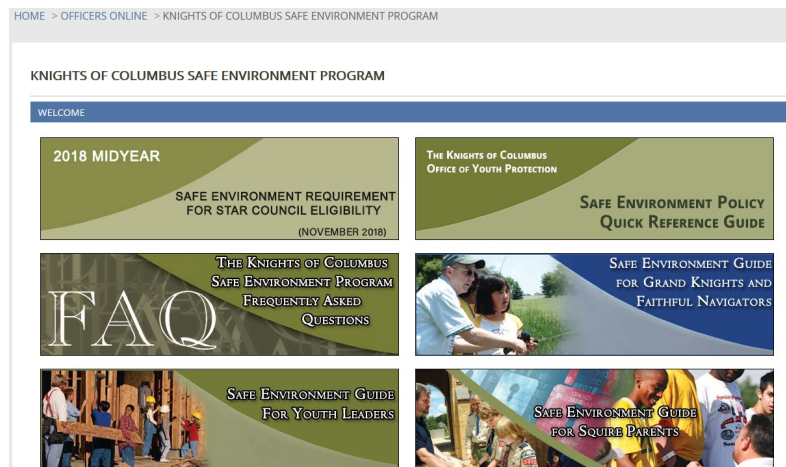 HOME > OFFICERS ONLINE > KNIGHTS OF COLUMBUS SAFE ENVIRONMENT PROGRAM
KNIGHTS OF COLUMBUS SAFE ENVIRONMENT PROGRAM
WELCOME
2018 MIDYEAR
SAFE ENVIRONMENT REQUIREMENT
FOR STAR COUNCIL ELIGIBILITY
(NOVEMBER 2018)
THE KNIGHTS OF COLUMBUS
OFFICE OF YOUTH PROTECTION
SAFE ENVIRONMENT POLICY
QUICK REFERENCE GUIDE
FAQ
THE KNIGHTS OF COLUMBUS
SAFE ENVIRONMENT PROGRAM
FREQUENTLY ASKED
QUESTIONS
SAFE ENVIRONMENT GUIDE
FOR GRAND KNIGHTS AND
FAITHFUL NAVIGATORS
SAFE ENVIRONMENT GUIDE
FOR YOUTH LEADERS
SAFE ENVIRONMENT GUIDE
FOR SQUIRE PARENTS